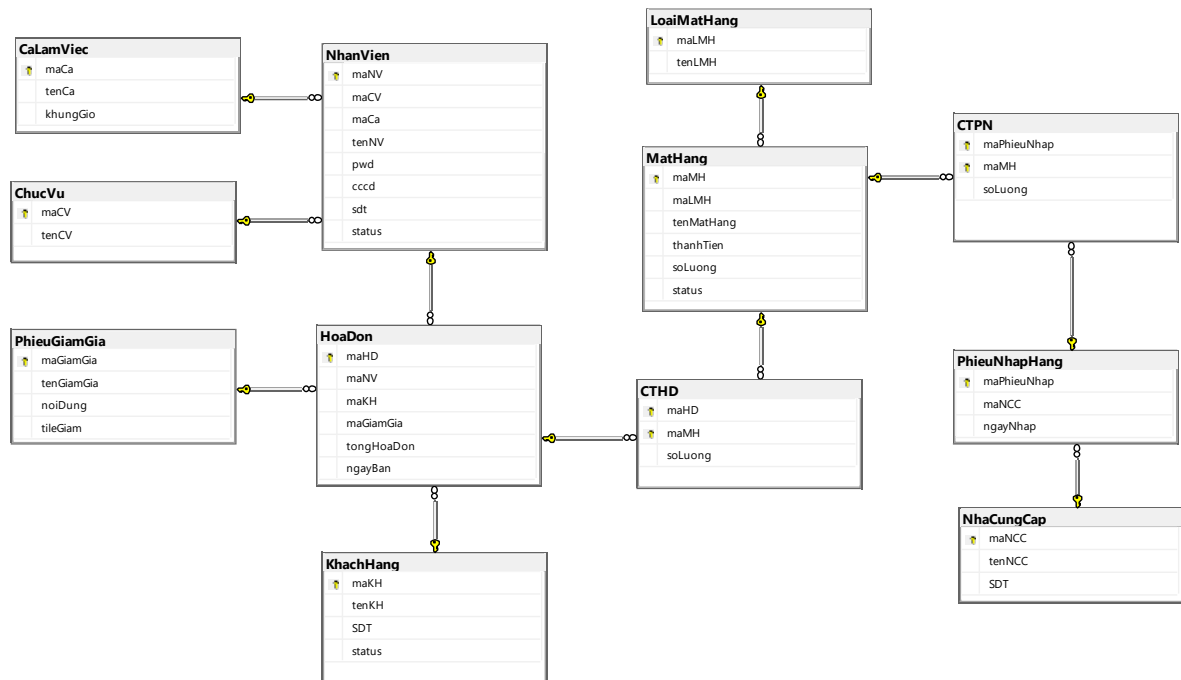 CaLamViec
maCa
tenCa
khungGio
ChucVu
maCV
tenCV
PhieuGiamGia
maGiamGia
tenGiamGia
noiDung
tileGiam
NhanVien
maNV
maCV
maCa
tenNV
pwd
cccd
sdt
status
HoaDon
maHD
maNV
maKH
maGiamGia
tongHoaDon
ngayBan
KhachHang
maKH
tenKH
SDT
status
LoaiMatHang
maLMH
tenLMH
MatHang
maMH
maLMH
tenMatHang
thanhTien
soLuong
status
CTHD
maHD
maMH
soLuong
CTPN
maPhieuNhap
maMH
soLuong
PhieuNhapHang
maPhieuNhap
maNCC
ngayNhap
NhaCungCap
maNCC
tenNCC
SDT